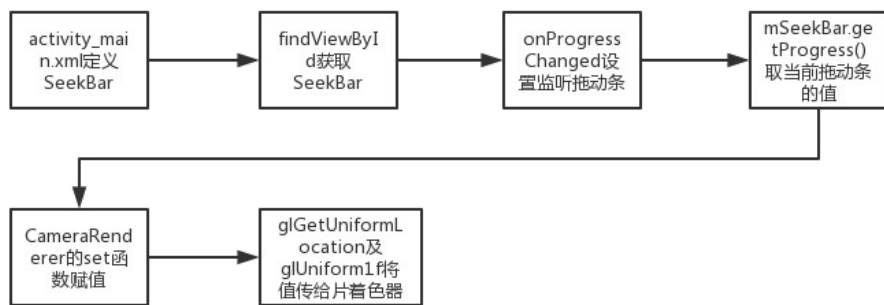 activity_mai
n.xml定义
SeekBar
findViewByI
d获取
SeekBar
onProgress
Changed设
置监听拖动条
mSeekBar.ge
tProgress()
取当前拖动条
的值
CameraRend
erer的set函
数赋值
glGetUniformL
ocation及
glUniform1f将
值传给片着色器